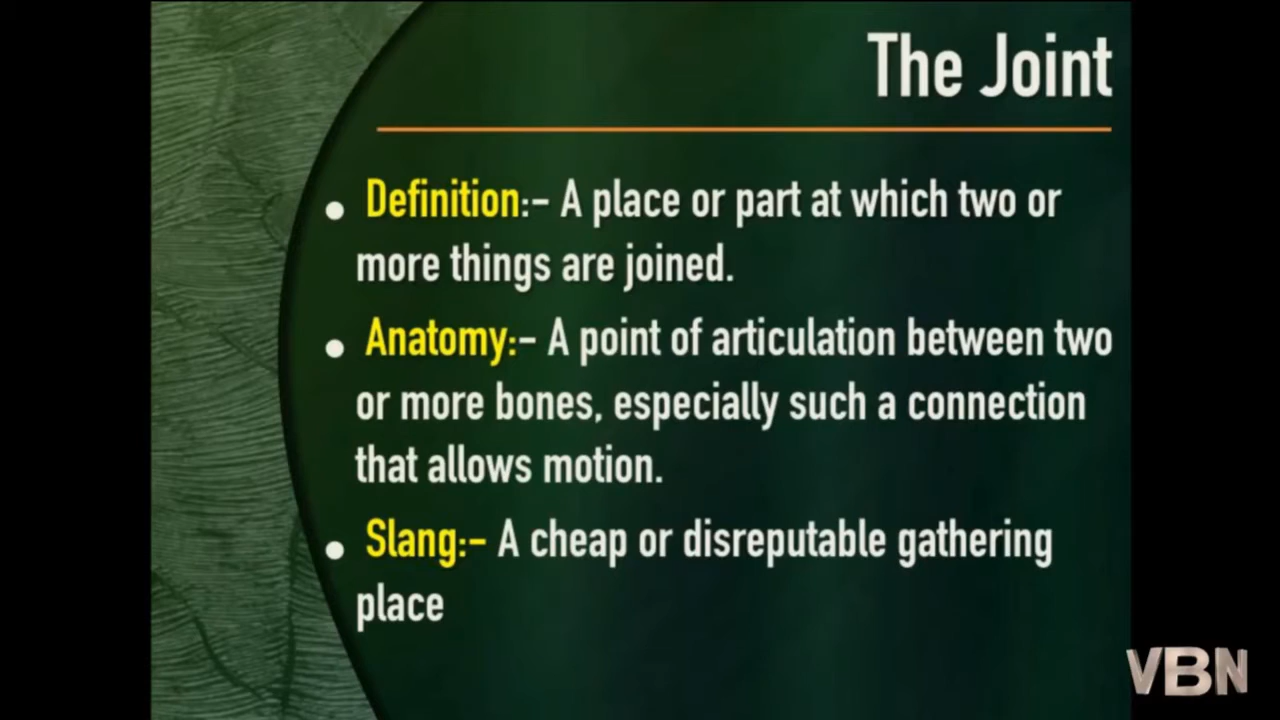 The Joint
• Definition:- A place or part at which two or
more things are joined.
• Anatomy:- A point of articulation between two
or more bones, especially such a connection
that allows motion.
• Slang:- A cheap or disreputable gathering
place
VBN